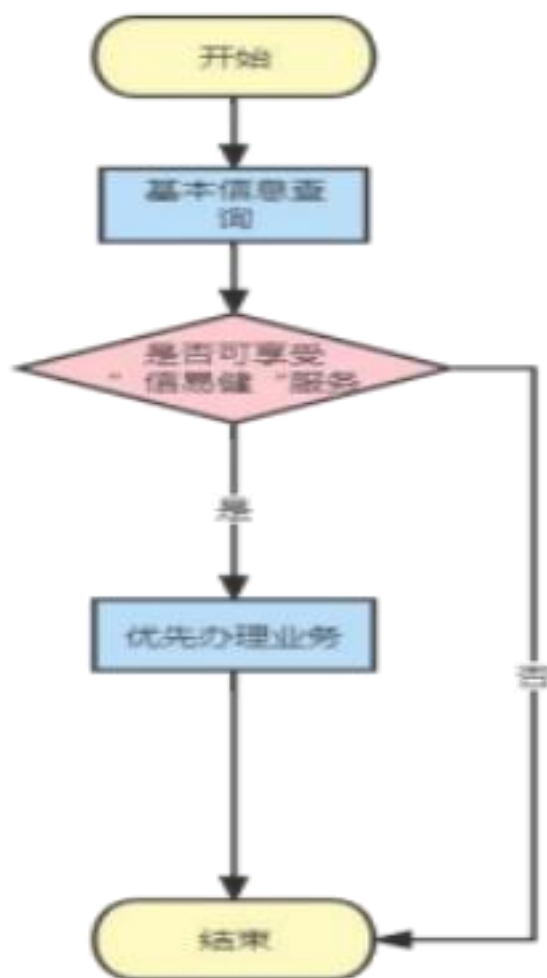 开始
基本信息查
询
是否可享受
“信易健“服务
是
优先办理业务
否
结束